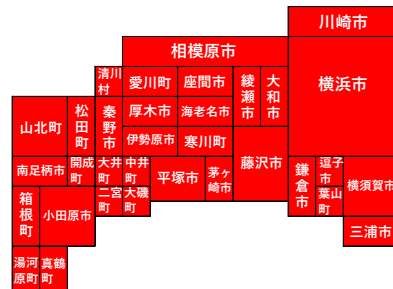 川崎市
相模原市
横浜市
清川
村
愛川町
座間市
綾瀬市
大和市
山北町
松田町
秦野市
厚木市
海老名市
伊勢原市
寒川町
藤沢市
南足柄市
開成
町
大井
町
中井
町
平塚市
茅ヶ
崎市
鎌倉市
逗子
市
横須賀市
箱根町
小田原市
二宮
町
大磯
町
葉山
町
三浦市
湯河
原町
真鶴
町